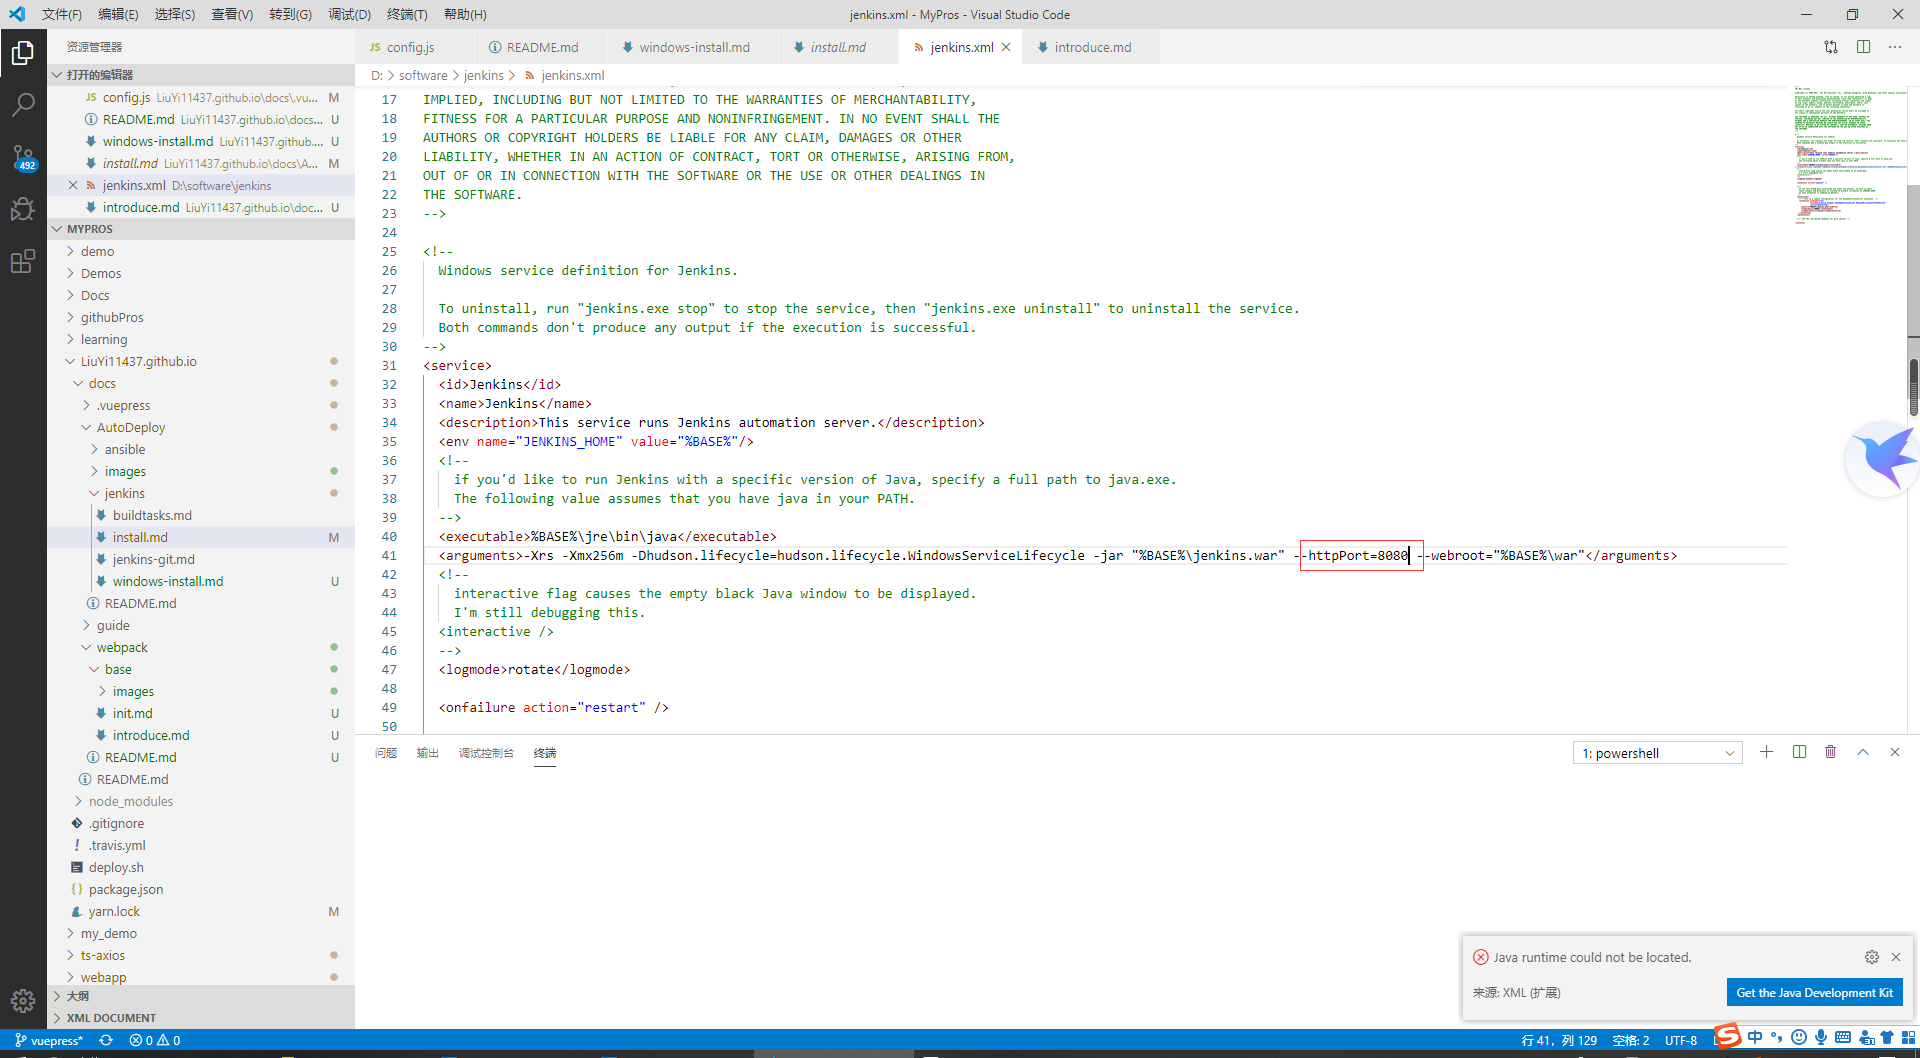 文件(F) 编辑(E) 选择(S) 查看(V) 转到(G) 调试(D) 终端(T) 帮助(H) jenkins.xml - MyPros - Visual Studio Code
资源管理器
打开的编辑器
JS config.js LiuYi11437.github.io\docs\.vu... M
README.md LiuYi11437.github.io\docs... U
windows-install.md LiuYi11437.github.... U
install.md LiuYi11437.github.io\docs\A... M
jenkins.xml D:\software\jenkins
introduce.md LiuYi11437.github.io\doc... U
MYPROS
demo
Demos
Docs
githubPros
learning
LiuYi11437.github.io
docs
.vuepress
AutoDeploy
ansible
images
jenkins
buildtasks.md
install.md M
jenkins-git.md
windows-install.md U
README.md
guide
webpack
base
images
init.md U
introduce.md U
README.md U
README.md
node_modules
.gitignore
.travis.yml
deploy.sh
package.json
yarn.lock M
my_demo
ts-axios
webapp
大纲
XML DOCUMENT
492
JS config.js README.md windows-install.md install.md jenkins.xml introduce.md
D: > software > jenkins > jenkins.xml
17 IMPLIED, INCLUDING BUT NOT LIMITED TO THE WARRANTIES OF MERCHANTABILITY,
18 FITNESS FOR A PARTICULAR PURPOSE AND NONINFRINGEMENT. IN NO EVENT SHALL THE
19 AUTHORS OR COPYRIGHT HOLDERS BE LIABLE FOR ANY CLAIM, DAMAGES OR OTHER
20 LIABILITY, WHETHER IN AN ACTION OF CONTRACT, TORT OR OTHERWISE, ARISING FROM,
21 OUT OF OR IN CONNECTION WITH THE SOFTWARE OR THE USE OR OTHER DEALINGS IN
22 THE SOFTWARE.
23 -->
24
25 <!--
26 Windows service definition for Jenkins.
27
28 To uninstall, run "jenkins.exe stop" to stop the service, then "jenkins.exe uninstall" to uninstall the service.
29 Both commands don't produce any output if the execution is successful.
30 -->
31 <service>
32 <id>Jenkins</id>
33 <name>Jenkins</name>
34 <description>This service runs Jenkins automation server.</description>
35 <env name="JENKINS_HOME" value="%BASE%"/>
36 <!--
37 if you'd like to run Jenkins with a specific version of Java, specify a full path to java.exe.
38 The following value assumes that you have java in your PATH.
39 -->
40 <executable>%BASE%\jre\bin\java</executable>
41 <arguments>-Xrs -Xmx256m -Dhudson.lifecycle=hudson.lifecycle.WindowsServiceLifecycle -jar "%BASE%\jenkins.war" --httpPort=8080 --webroot="%BASE%\war"</arguments>
42 <!--
43 interactive flag causes the empty black Java window to be displayed.
44 I'm still debugging this.
45 <interactive />
46 -->
47 <logmode>rotate</logmode>
48
49 <onfailure action="restart" />
50
问题 输出 调试控制台 终端 1: powershell
Java runtime could not be located.
来源: XML (扩展) Get the Java Development Kit
vuepress* 0 0 行 41，列 129 空格: 2 UTF-8 中